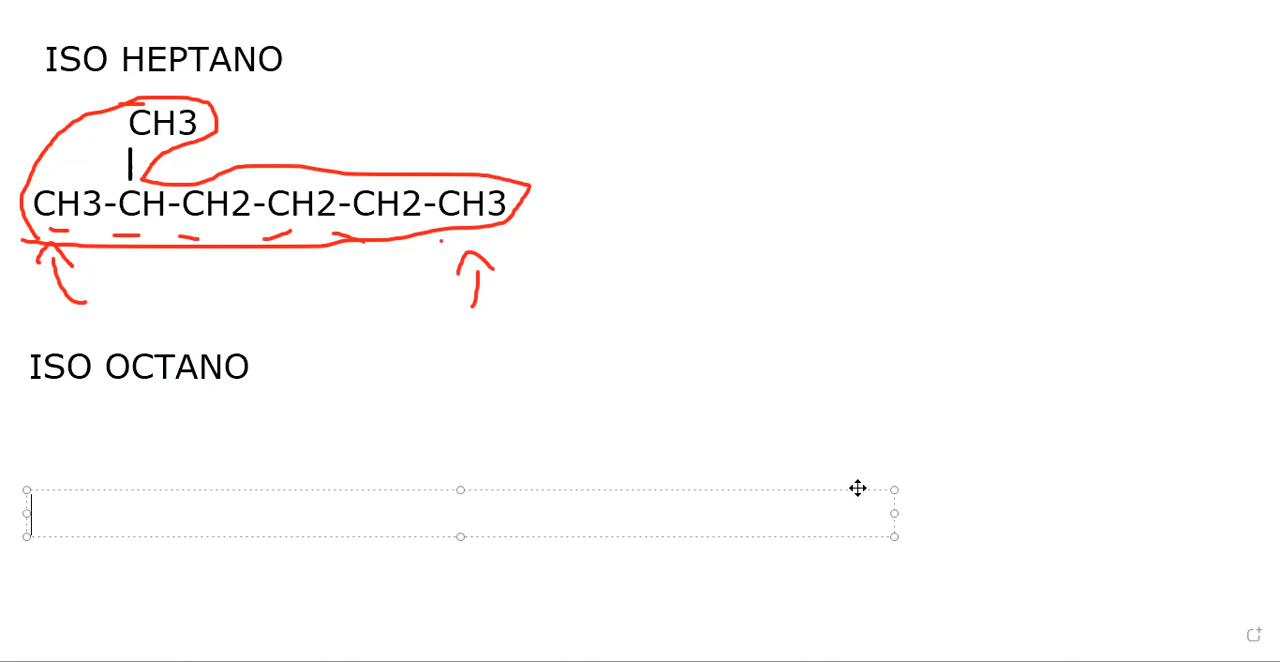 ISO HEPTANO
CH3
|
CH3-CH-CH2-CH2-CH2-CH3
ISO OCTANO